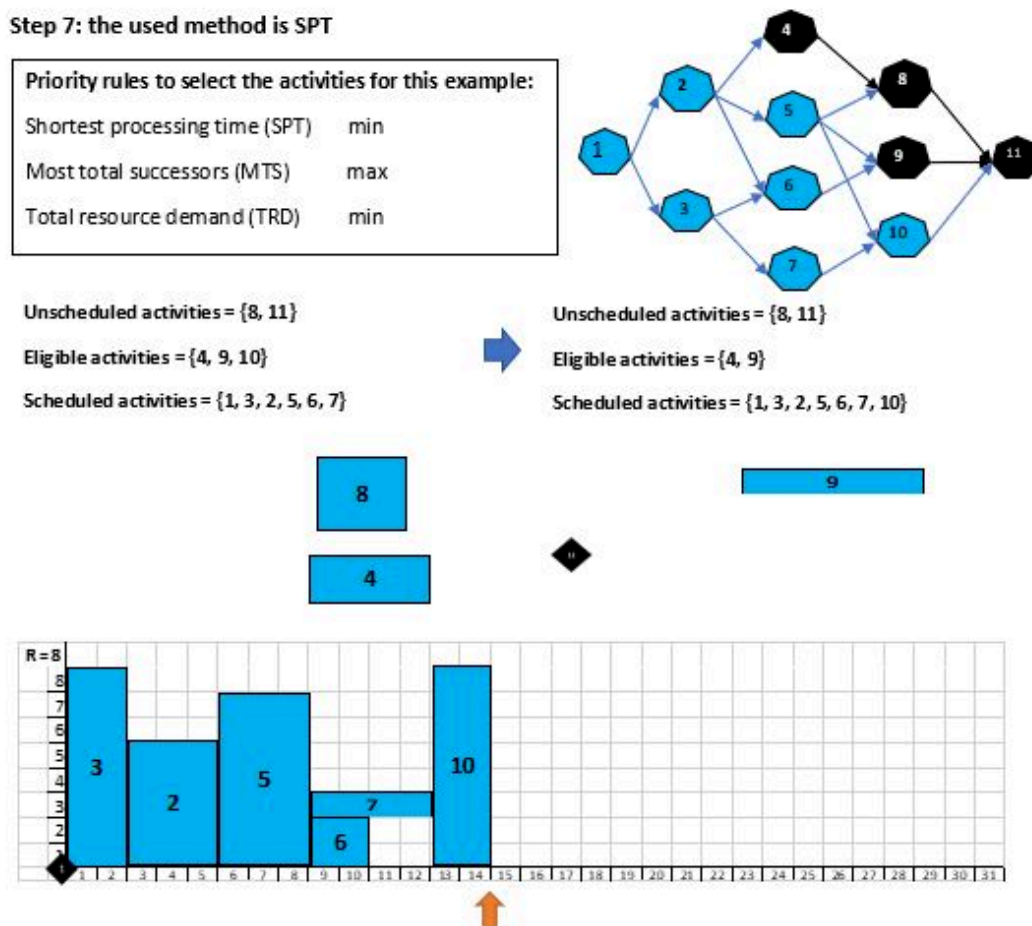 Step 7: the used method is SPT
Priority rules to select the activities for this example:
Shortest processing time (SPT) min
Most total successors (MTS) max
Total resource demand (TRD) min
4
2
8
5
1
9
11
6
3
10
7
Unscheduled activities = {8, 11}
Eligible activities = {4, 9, 10}
Scheduled activities = {1, 3, 2, 5, 6, 7}
Unscheduled activities = {8, 11}
Eligible activities = {4, 9}
Scheduled activities = {1, 3, 2, 5, 6, 7, 10}
8
9
4
R = 8
8
7
6
5
4
3
2
3
2
5
7
6
10
1 2 3 4 5 6 7 8 9 10 11 12 13 14 15 16 17 18 19 20 21 22 23 24 25 26 27 28 29 30 31